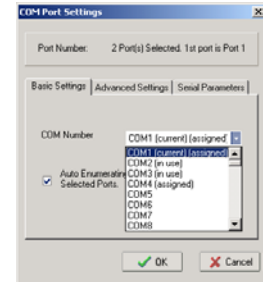 COM Port Settings
Port Number: 2 Port(s) Selected. 1st port is Port 1
Basic Settings Advanced Settings Serial Parameters
COM Number COM1 (current) (assigned
COM1 (current) (assigned)
COM2 (in use)
Auto Enumerating COM3 (in use)
Selected Ports. COM4 (assigned)
COM5
COM6
COM7
COM8
OK Cancel